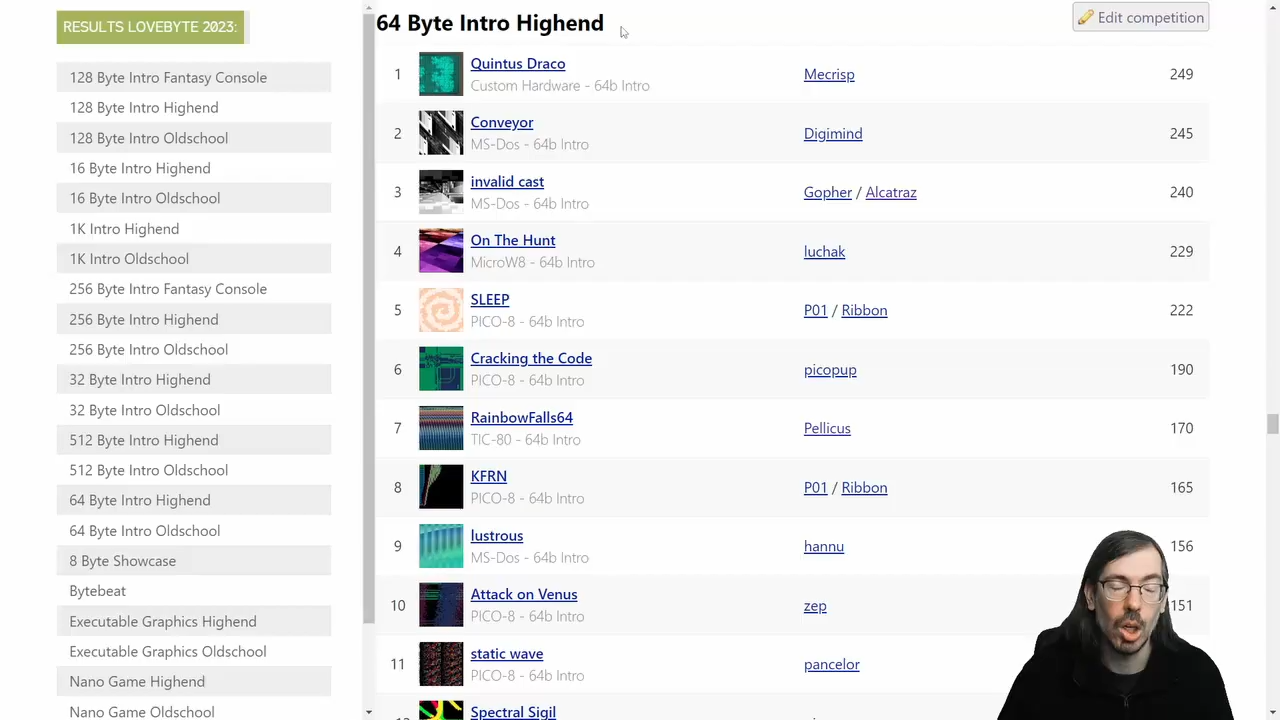 RESULTS LOVEBYTE 2023:
128 Byte Intro Fantasy Console
128 Byte Intro Highend
128 Byte Intro Oldschool
16 Byte Intro Highend
16 Byte Intro Oldschool
1K Intro Highend
1K Intro Oldschool
256 Byte Intro Fantasy Console
256 Byte Intro Highend
256 Byte Intro Oldschool
32 Byte Intro Highend
32 Byte Intro Oldschool
512 Byte Intro Highend
512 Byte Intro Oldschool
64 Byte Intro Highend
64 Byte Intro Oldschool
8 Byte Showcase
Bytebeat
Executable Graphics Highend
Executable Graphics Oldschool
Nano Game Highend
Nano Game Oldschool
64 Byte Intro Highend
Edit competition
1 Quintus Draco Mecrisp 249
Custom Hardware - 64b Intro
2 Conveyor Digimind 245
MS-Dos - 64b Intro
3 invalid cast Gopher / Alcatraz 240
MS-Dos - 64b Intro
4 On The Hunt luchak 229
MicroW8 - 64b Intro
5 SLEEP P01 / Ribbon 222
PICO-8 - 64b Intro
6 Cracking the Code picopup 190
PICO-8 - 64b Intro
7 RainbowFalls64 Pellicus 170
TIC-80 - 64b Intro
8 KFRN P01 / Ribbon 165
PICO-8 - 64b Intro
9 lustrous hannu 156
MS-Dos - 64b Intro
10 Attack on Venus zep 151
PICO-8 - 64b Intro
11 static wave pancelor
PICO-8 - 64b Intro
Spectral Sigil